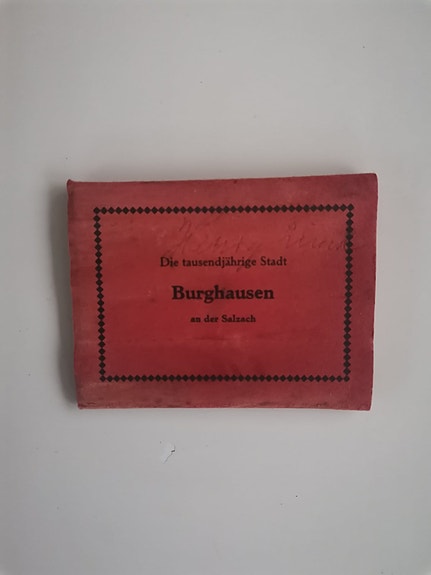 Die tausendjährige Stadt
Burghausen
an der Salzach